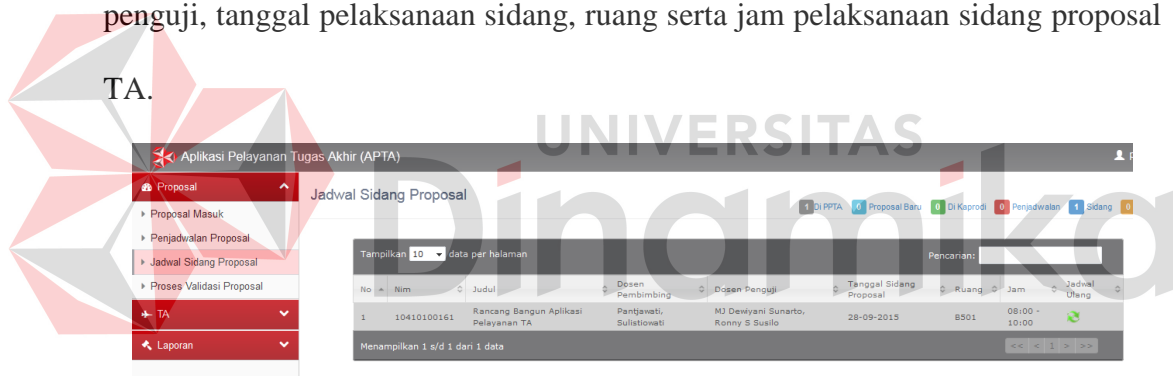 penguji, tanggal pelaksanaan sidang, ruang serta jam pelaksanaan sidang proposal
TA.
UNIVERSITAS
Dinamika
Aplikasi Pelayanan Tugas Akhir (APTA)
Proposal
Proposal Masuk
Penjadwalan Proposal
Jadwal Sidang Proposal
Proses Validasi Proposal
TA
Laporan
Jadwal Sidang Proposal
1 Di PPTA 0 Proposal Baru 0 Di Kaprodi 0 Penjadwalan 1 Sidang 0
Tampilkan 10 data per halaman Pencarian:
No Nim Judul Dosen Pembimbing Dosen Penguji Tanggal Sidang Proposal Ruang Jam Jadwal Ulang
1 10410100161 Rancang Bangun Aplikasi Pelayanan TA Pantjawati, Sulistiowati MJ Dewiyani Sunarto, Ronny S Susilo 28-09-2015 B501 08:00 - 10:00
Menampilkan 1 s/d 1 dari 1 data << < 1 > >>